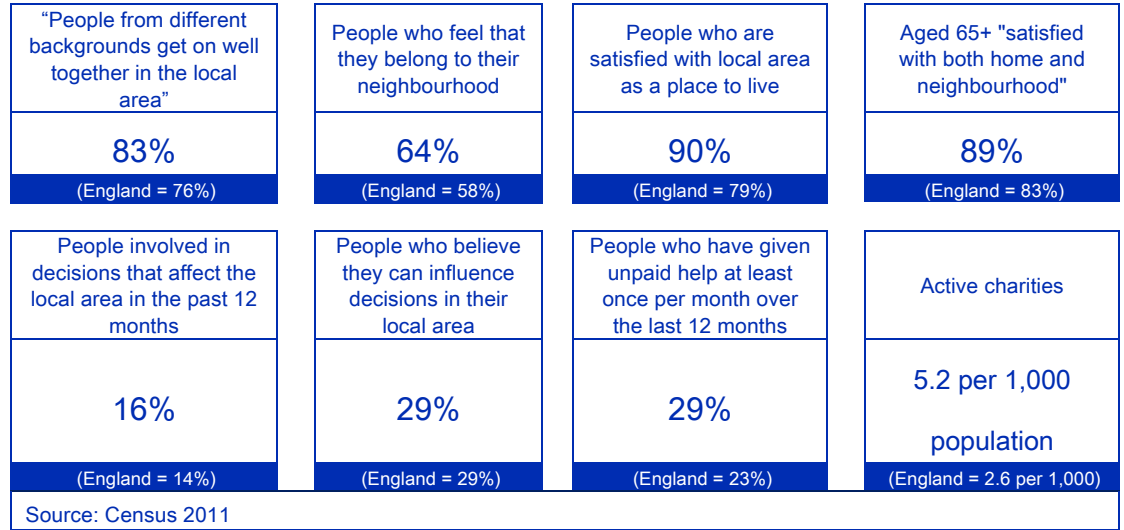 “People from different
backgrounds get on well
together in the local
area”
83%
(England = 76%)
People who feel that
they belong to their
neighbourhood
64%
(England = 58%)
People who are
satisfied with local area
as a place to live
90%
(England = 79%)
Aged 65+ "satisfied
with both home and
neighbourhood"
89%
(England = 83%)
People involved in
decisions that affect the
local area in the past 12
months
16%
(England = 14%)
People who believe
they can influence
decisions in their
local area
29%
(England = 29%)
People who have given
unpaid help at least
once per month over
the last 12 months
29%
(England = 23%)
Active charities
5.2 per 1,000
population
(England = 2.6 per 1,000)
Source: Census 2011